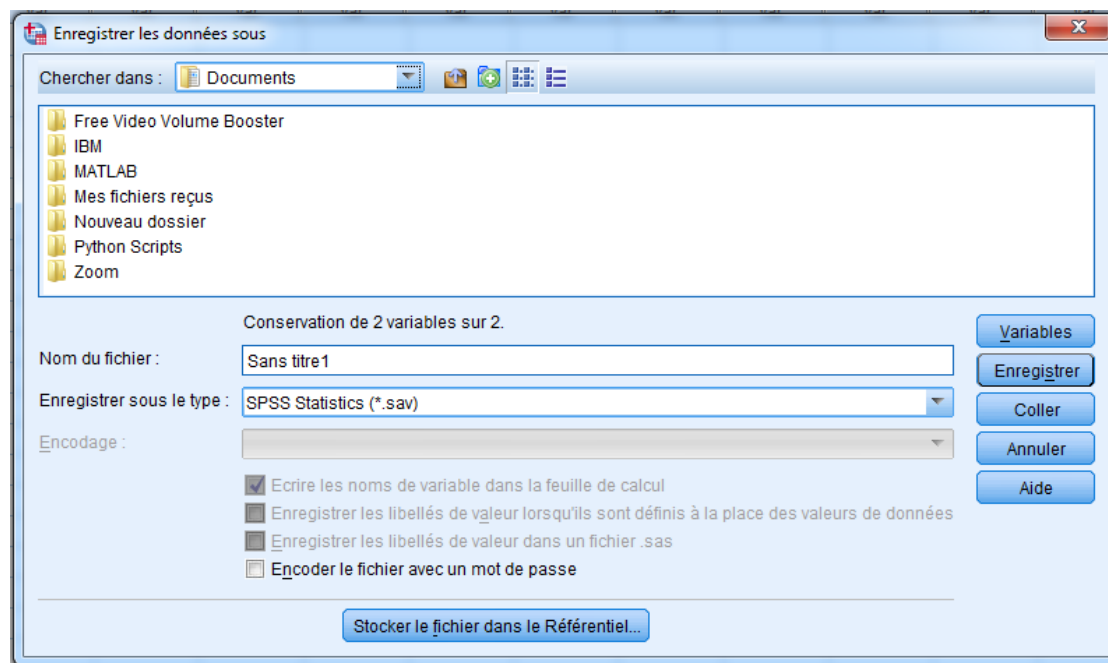 Enregistrer les données sous
Chercher dans : Documents
Free Video Volume Booster
IBM
MATLAB
Mes fichiers reçus
Nouveau dossier
Python Scripts
Zoom
Conservation de 2 variables sur 2.
Variables
Nom du fichier : Sans titre1
Enregistrer
Enregistrer sous le type : SPSS Statistics (*.sav)
Coller
Encodage :
Annuler
Ecrire les noms de variable dans la feuille de calcul
Aide
Enregistrer les libellés de valeur lorsqu'ils sont définis à la place des valeurs de données
Enregistrer les libellés de valeur dans un fichier .sas
Encoder le fichier avec un mot de passe
Stocker le fichier dans le Référentiel...